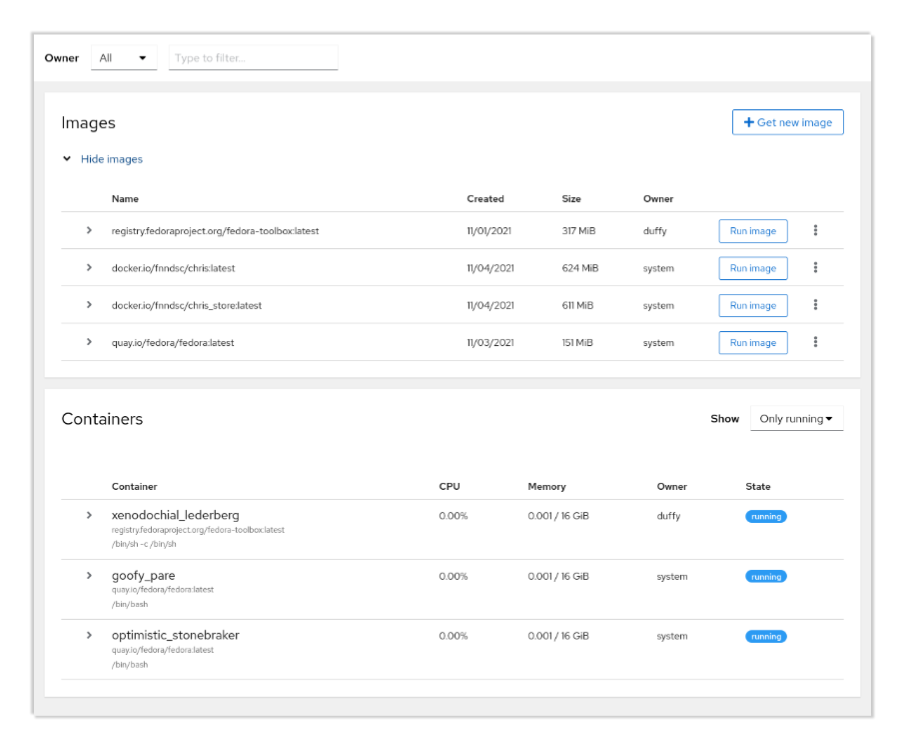 Owner All Type to filter...
Images
Get new image
Hide images
Name Created Size Owner
registry.fedoraproject.org/fedora-toolbox:latest 11/01/2021 317 MiB duffy Run image
docker.io/fnndsc/chris:latest 11/04/2021 624 MiB system Run image
docker.io/fnndsc/chris_store:latest 11/04/2021 611 MiB system Run image
quay.io/fedora/fedora:latest 11/03/2021 151 MiB system Run image
Containers
Show Only running
Container CPU Memory Owner State
xenodochial_lederberg 0.00% 0.001 / 16 GiB duffy running
registry.fedoraproject.org/fedora-toolbox:latest
/bin/sh -c /bin/sh
goofy_pare 0.00% 0.001 / 16 GiB system running
quay.io/fedora/fedora:latest
/bin/bash
optimistic_stonebraker 0.00% 0.001 / 16 GiB system running
quay.io/fedora/fedora:latest
/bin/bash